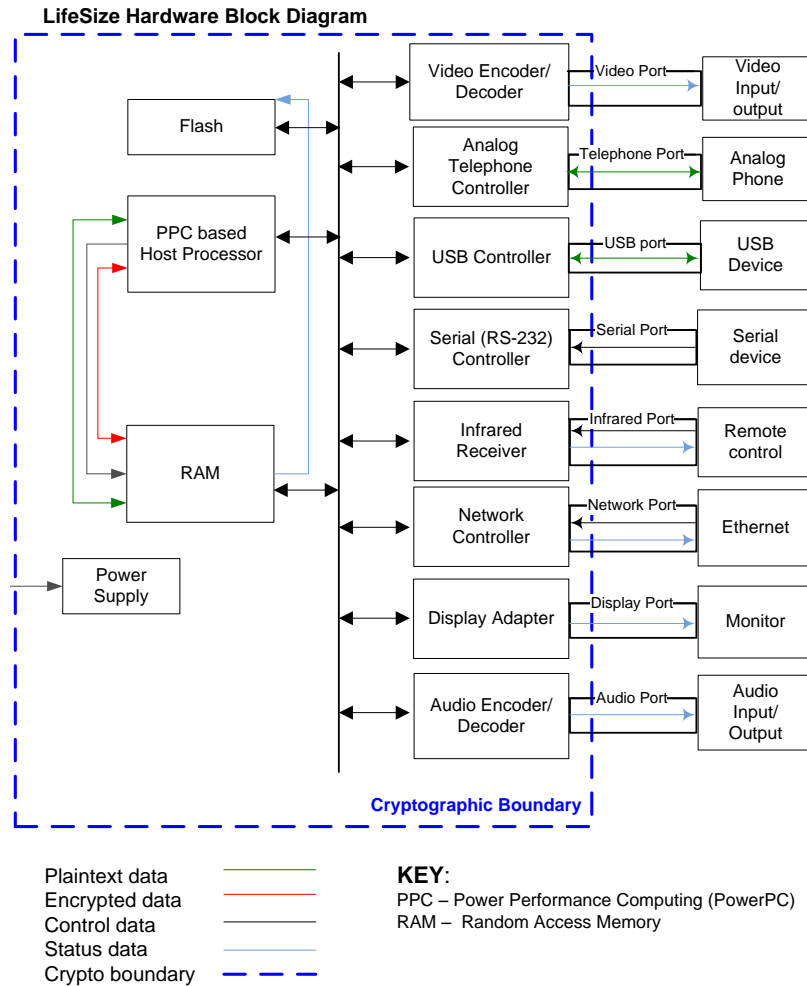 LifeSize Hardware Block Diagram
Video Encoder/
Decoder
Video Port
Video
Input/
output
Flash
Analog
Telephone
Controller
Telephone Port
Analog
Phone
PPC based
Host Processor
USB Controller
USB port
USB
Device
Serial (RS-232)
Controller
Serial Port
Serial
device
RAM
Infrared
Receiver
Infrared Port
Remote
control
Network
Controller
Network Port
Ethernet
Power
Supply
Display Adapter
Display Port
Monitor
Audio Encoder/
Decoder
Audio Port
Audio
Input/
Output
Cryptographic Boundary
Plaintext data
Encrypted data
Control data
Status data
Crypto boundary
KEY:
PPC – Power Performance Computing (PowerPC)
RAM – Random Access Memory